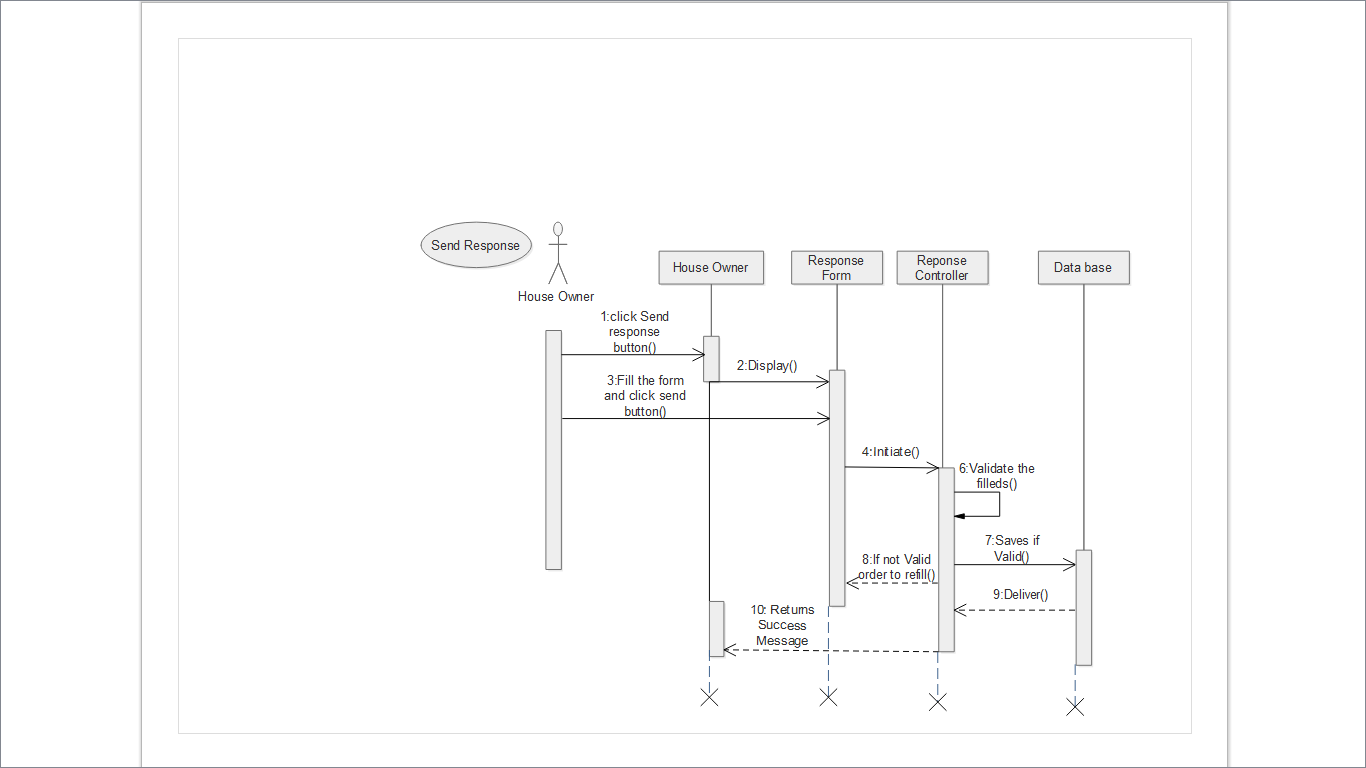 Send Response
House Owner
House Owner
Response
Form
Reponse
Controller
Data base
1:click Send
response
button()
2:Display()
3:Fill the form
and click send
button()
4:Initiate()
6:Validate the
filleds()
7:Saves if
Valid()
8:If not Valid
order to refill()
9:Deliver()
10: Returns
Success
Message